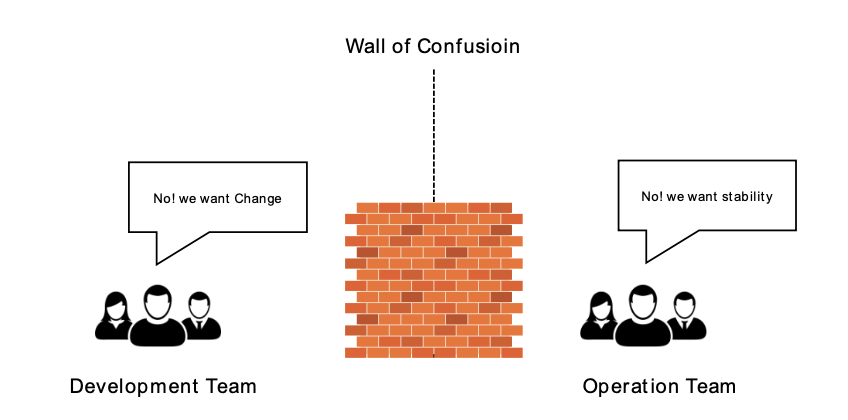 Wall of Confusioin
No! we want Change
No! we want stability
Development Team
Operation Team